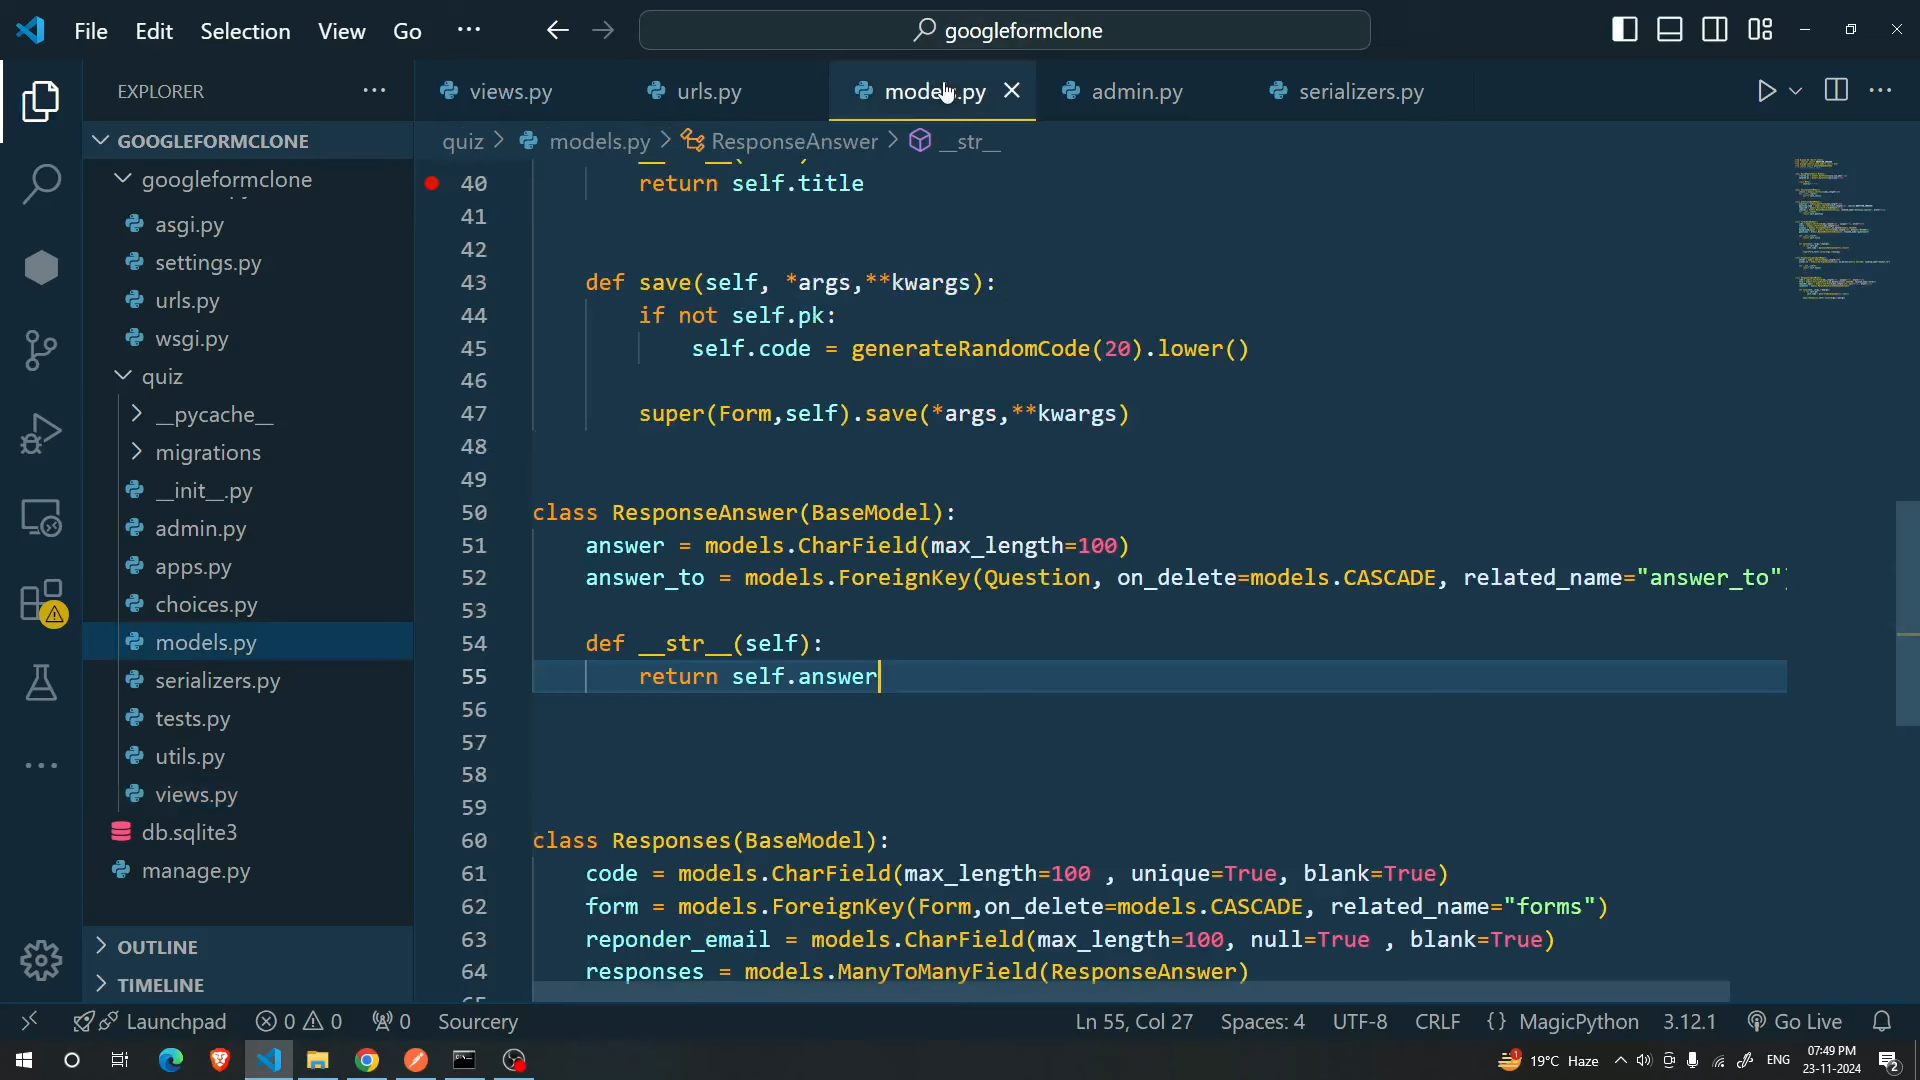 File Edit Selection View Go ··· googleformclone
EXPLORER ···
views.py urls.py models.py admin.py serializers.py
GOOGLEFORMCLONE
quiz > models.py > ResponseAnswer > __str__
googleformclone
asgi.py
settings.py
urls.py
wsgi.py
quiz
__pycache__
migrations
__init__.py
admin.py
apps.py
choices.py
models.py
serializers.py
tests.py
utils.py
views.py
db.sqlite3
manage.py
OUTLINE
TIMELINE
40 return self.title
41
42
43 def save(self, *args,**kwargs):
44 if not self.pk:
45 self.code = generateRandomCode(20).lower()
46
47 super(Form,self).save(*args,**kwargs)
48
49
50 class ResponseAnswer(BaseModel):
51 answer = models.CharField(max_length=100)
52 answer_to = models.ForeignKey(Question, on_delete=models.CASCADE, related_name="answer_to")
53
54 def __str__(self):
55 return self.answer
56
57
58
59
60 class Responses(BaseModel):
61 code = models.CharField(max_length=100 , unique=True, blank=True)
62 form = models.ForeignKey(Form,on_delete=models.CASCADE, related_name="forms")
63 reponder_email = models.CharField(max_length=100, null=True , blank=True)
64 responses = models.ManyToManyField(ResponseAnswer)
Launchpad 0 0 0 Sourcery Ln 55, Col 27 Spaces: 4 UTF-8 CRLF {} MagicPython 3.12.1 Go Live
1 19°C Haze ENG 07:49 PM
23-11-2024 2